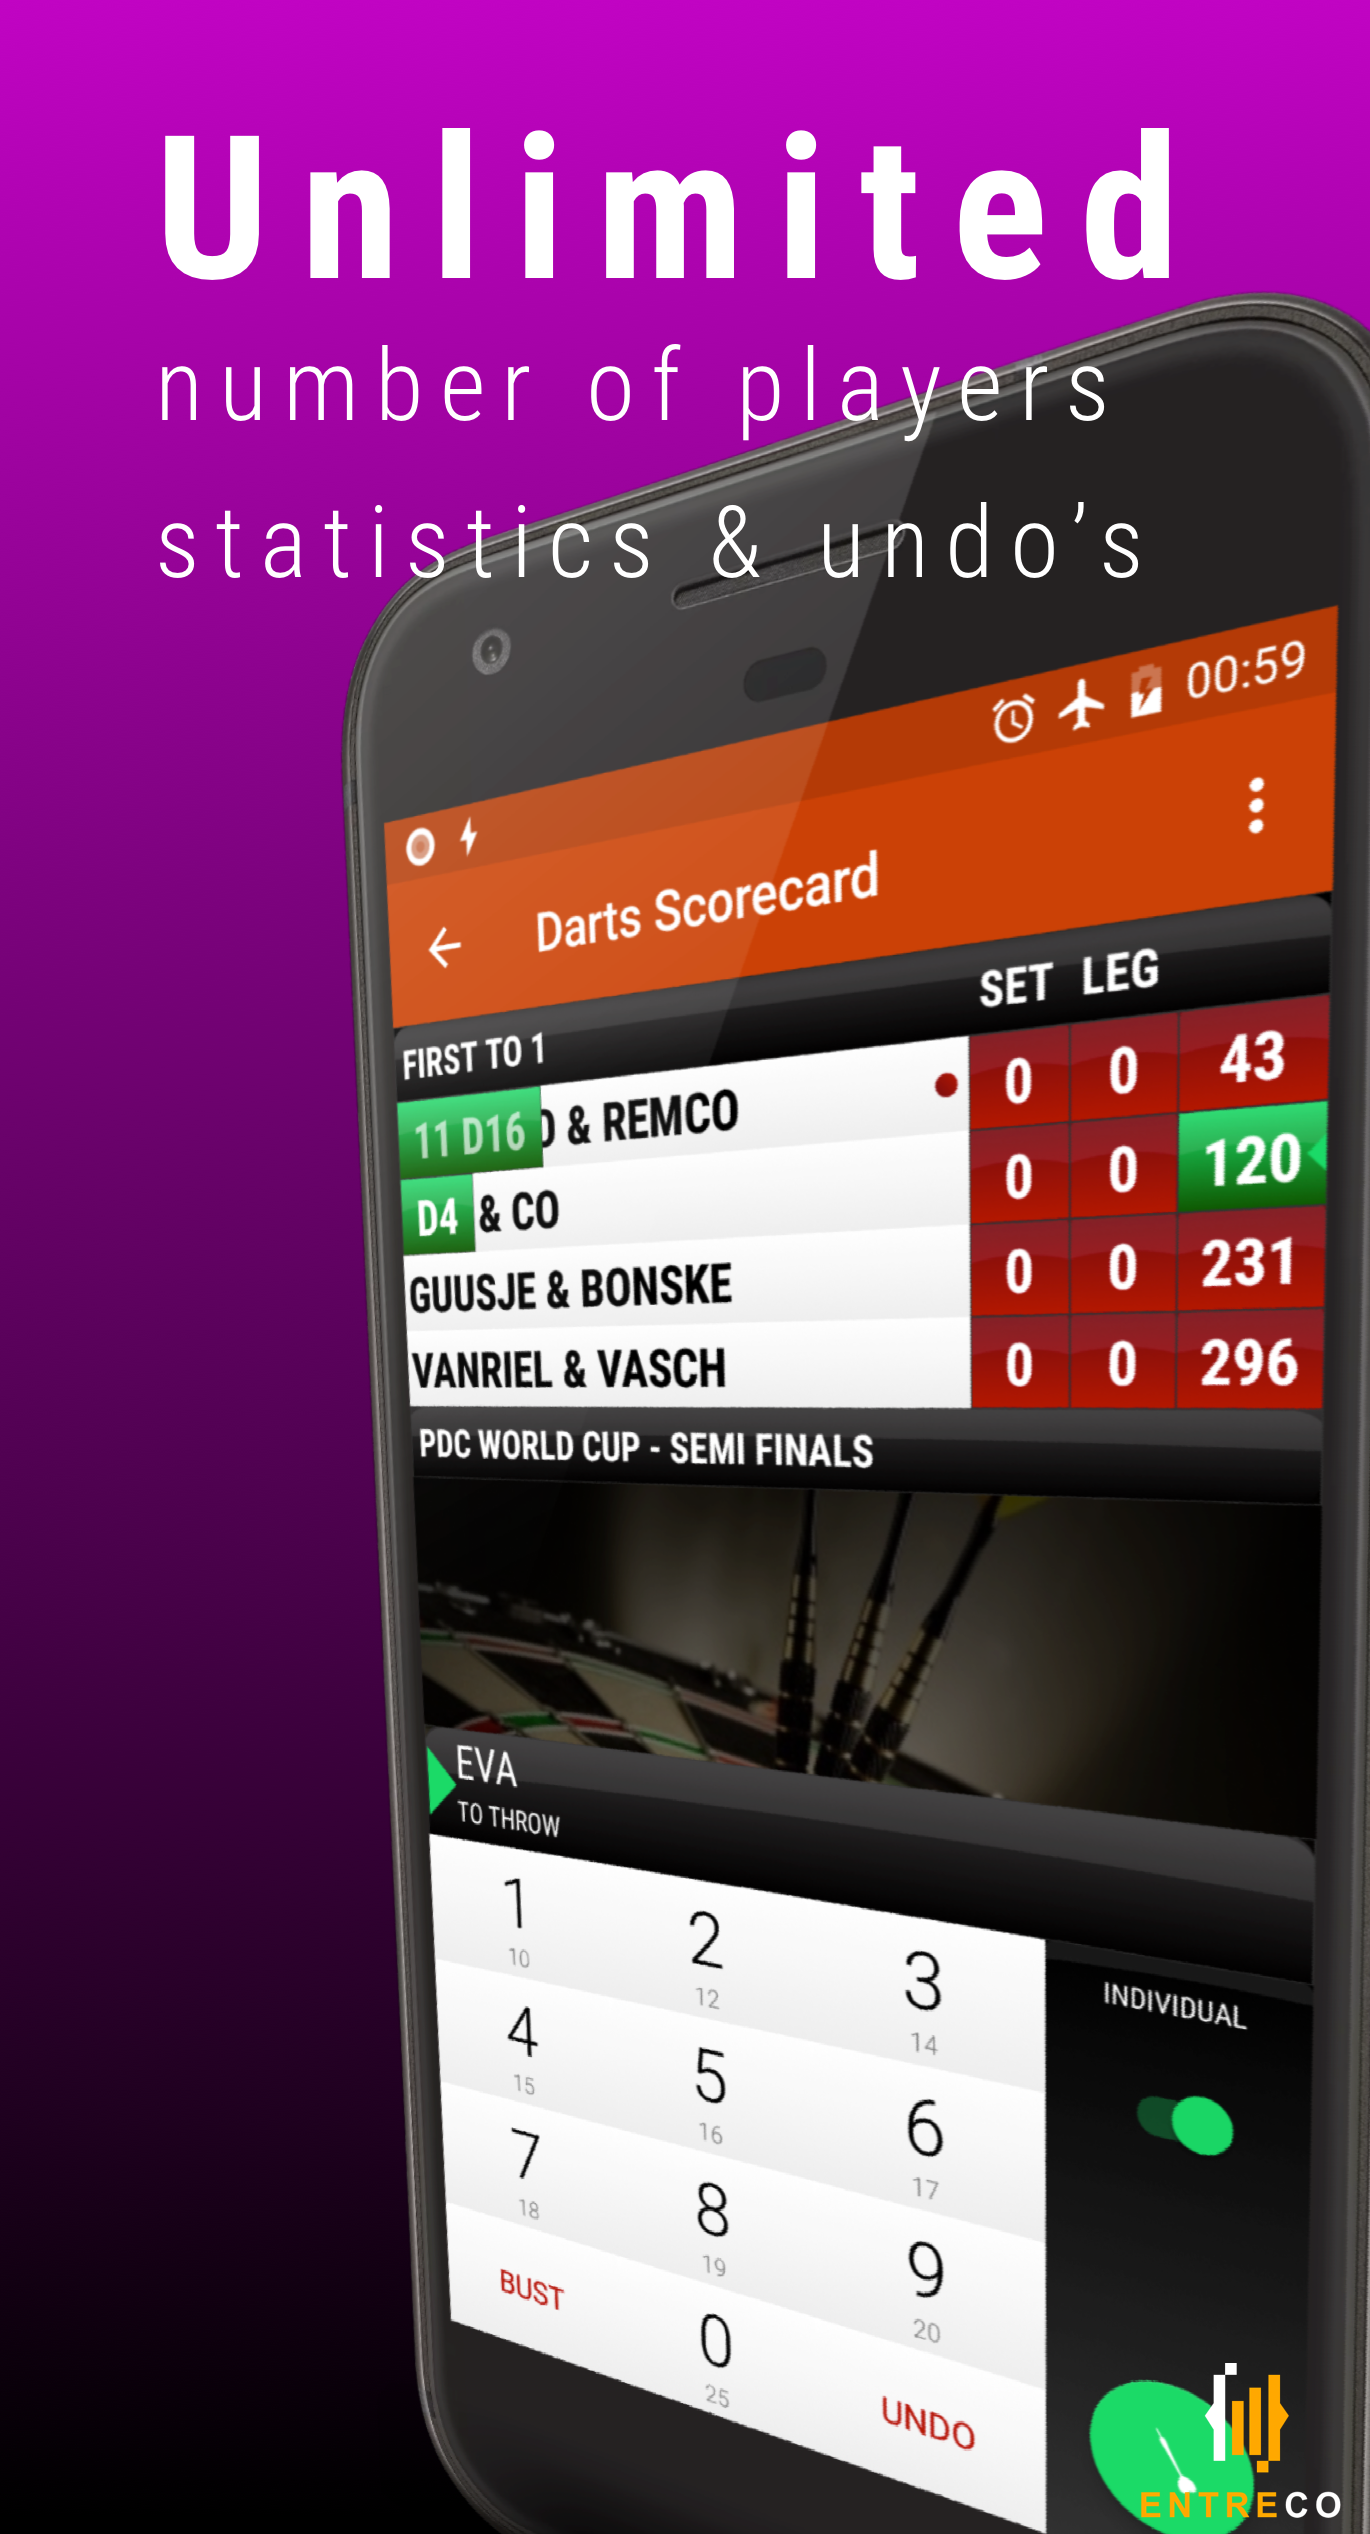 Unlimited
number of players
statistics & undo’s
00:59
Darts Scorecard
SET LEG
FIRST TO 1
11 D16 & REMCO 0 0 43
D4 & CO 0 0 120
GUUSJE & BONSKE 0 0 231
VANRIEL & VASCH 0 0 296
PDC WORLD CUP - SEMI FINALS
EVA
TO THROW
1 2 3
10 12 14
INDIVIDUAL
4 5 6
15 16 17
7 8 9
18 19 20
BUST 0 UNDO
25
ENTRECO